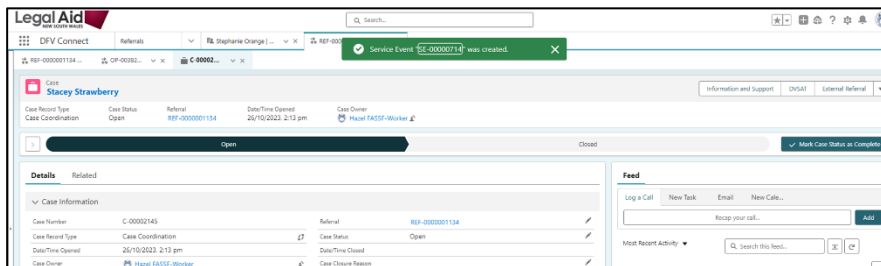 Legal Aid
NEW SOUTH WALES
Search...
DFV Connect
Referrals
Stephanie Orange | ...
Service Event "SE-00000714" was created.
REF-0000001134 ...
OP-00382...
C-00002...
Case
Stacey Strawberry
Information and Support
DVSAT
External Referral
Case Record Type
Case Status
Referral
Date/Time Opened
Case Owner
Case Coordination
Open
REF-0000001134
26/10/2023, 2:13 pm
Hazel FASSF-Worker
Open
Closed
Mark Case Status as Complete
Details
Related
Feed
Case Information
Log a Call
New Task
Email
New Cale...
Recap your call...
Add
Case Number
C-00002145
Referral
REF-0000001134
Case Record Type
Case Coordination
Case Status
Open
Most Recent Activity
Search this feed...
Date/Time Opened
26/10/2023, 2:13 pm
Date/Time Closed
Case Owner
Hazel FASSF-Worker
Case Closure Reason